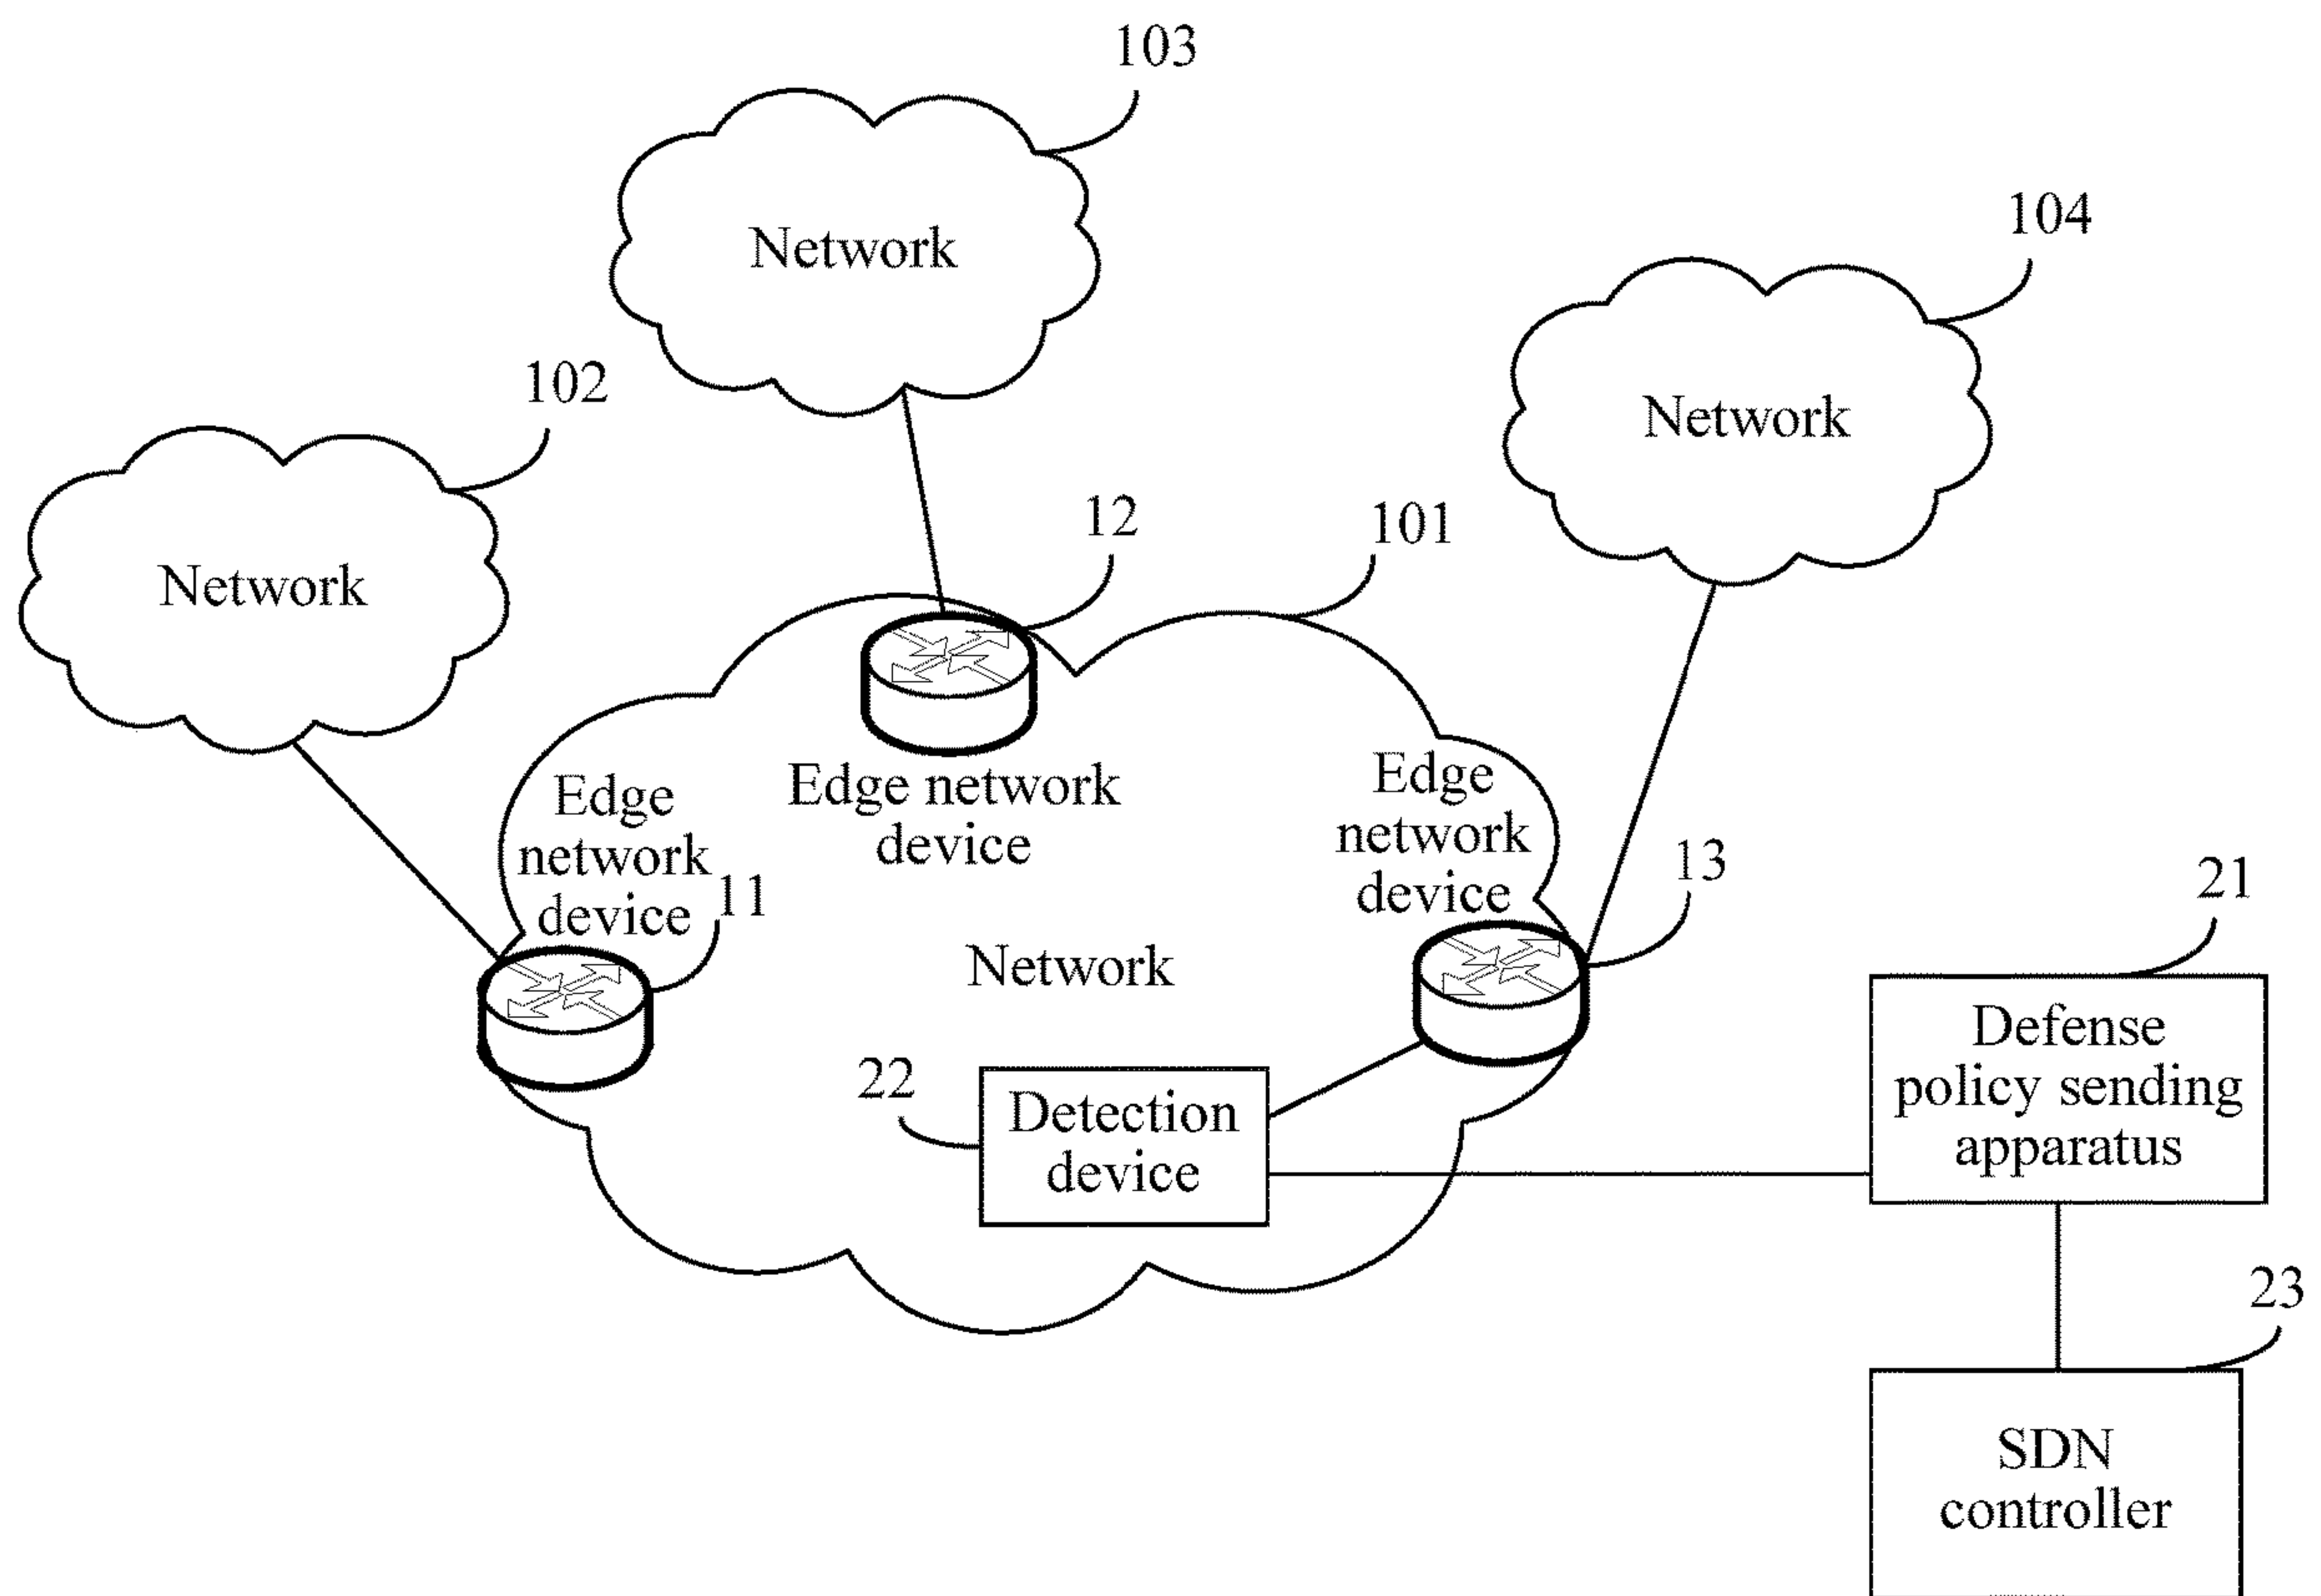 103
Network
104
Network
102
Network
12
101
Edge network
device
Edge
network
device
11
Edge
network
device
13
Network
21
Defense
policy sending
apparatus
22
Detection
device
23
SDN
controller